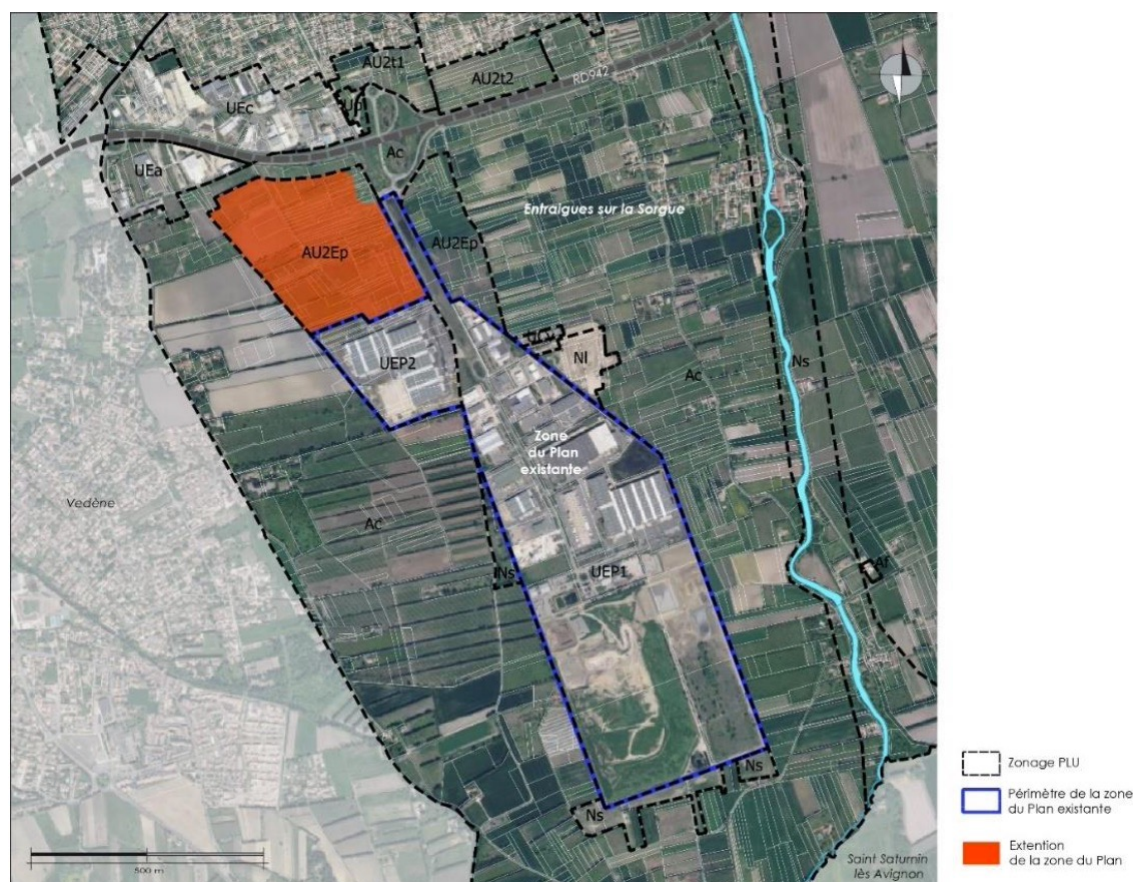 AU2t1
AU2t2
RD942
UEc
Up
Ac
UEa
Entraigues sur la Sorgue
AU2Ep
AU2Ep
UEP2
Nl
Ac
Ns
Zone
du Plan
existante
Vedène
Ac
Ns
UEP1
Af
Ns
Ns
500 m
Saint Saturnin
lès Avignon
Zonage PLU
Périmètre de la zone
du Plan existante
Extention
de la zone du Plan